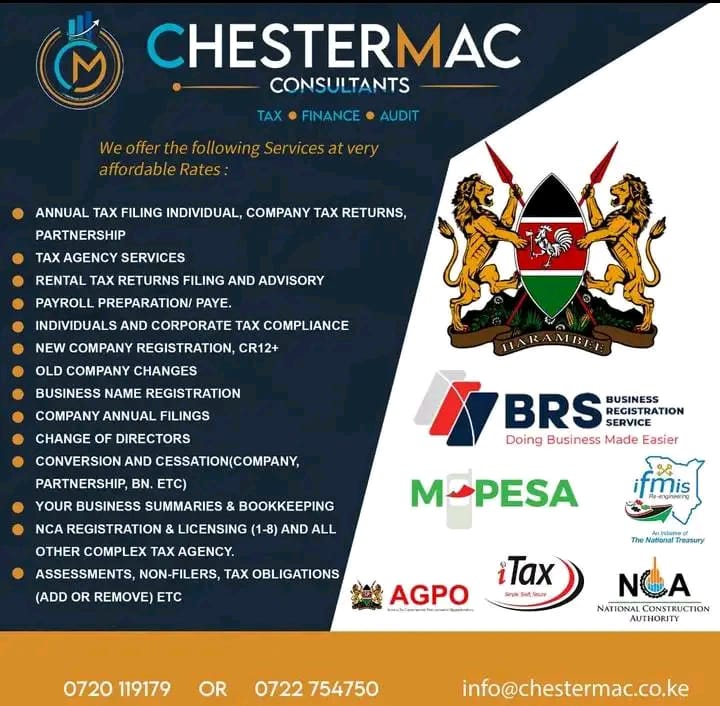 CM
CHESTERMAC
CONSULTANTS
TAX ● FINANCE ● AUDIT
We offer the following Services at very
affordable Rates :
● ANNUAL TAX FILING INDIVIDUAL, COMPANY TAX RETURNS,
PARTNERSHIP
● TAX AGENCY SERVICES
● RENTAL TAX RETURNS FILING AND ADVISORY
● PAYROLL PREPARATION/ PAYE.
● INDIVIDUALS AND CORPORATE TAX COMPLIANCE
● NEW COMPANY REGISTRATION, CR12+
● OLD COMPANY CHANGES
● BUSINESS NAME REGISTRATION
● COMPANY ANNUAL FILINGS
● CHANGE OF DIRECTORS
● CONVERSION AND CESSATION(COMPANY,
PARTNERSHIP, BN. ETC)
● YOUR BUSINESS SUMMARIES & BOOKKEEPING
● NCA REGISTRATION & LICENSING (1-8) AND ALL
OTHER COMPLEX TAX AGENCY.
● ASSESSMENTS, NON-FILERS, TAX OBLIGATIONS
(ADD OR REMOVE) ETC
HARAMBEE
BRS
BUSINESS
REGISTRATION
SERVICE
Doing Business Made Easier
M-PESA
ifmis
Re-engineering
An Initiative of
The National Treasury
AGPO
iTax
Simple, Swift, Secure
NCA
NATIONAL CONSTRUCTION
AUTHORITY
0720 119179 OR 0722 754750
info@chestermac.co.ke